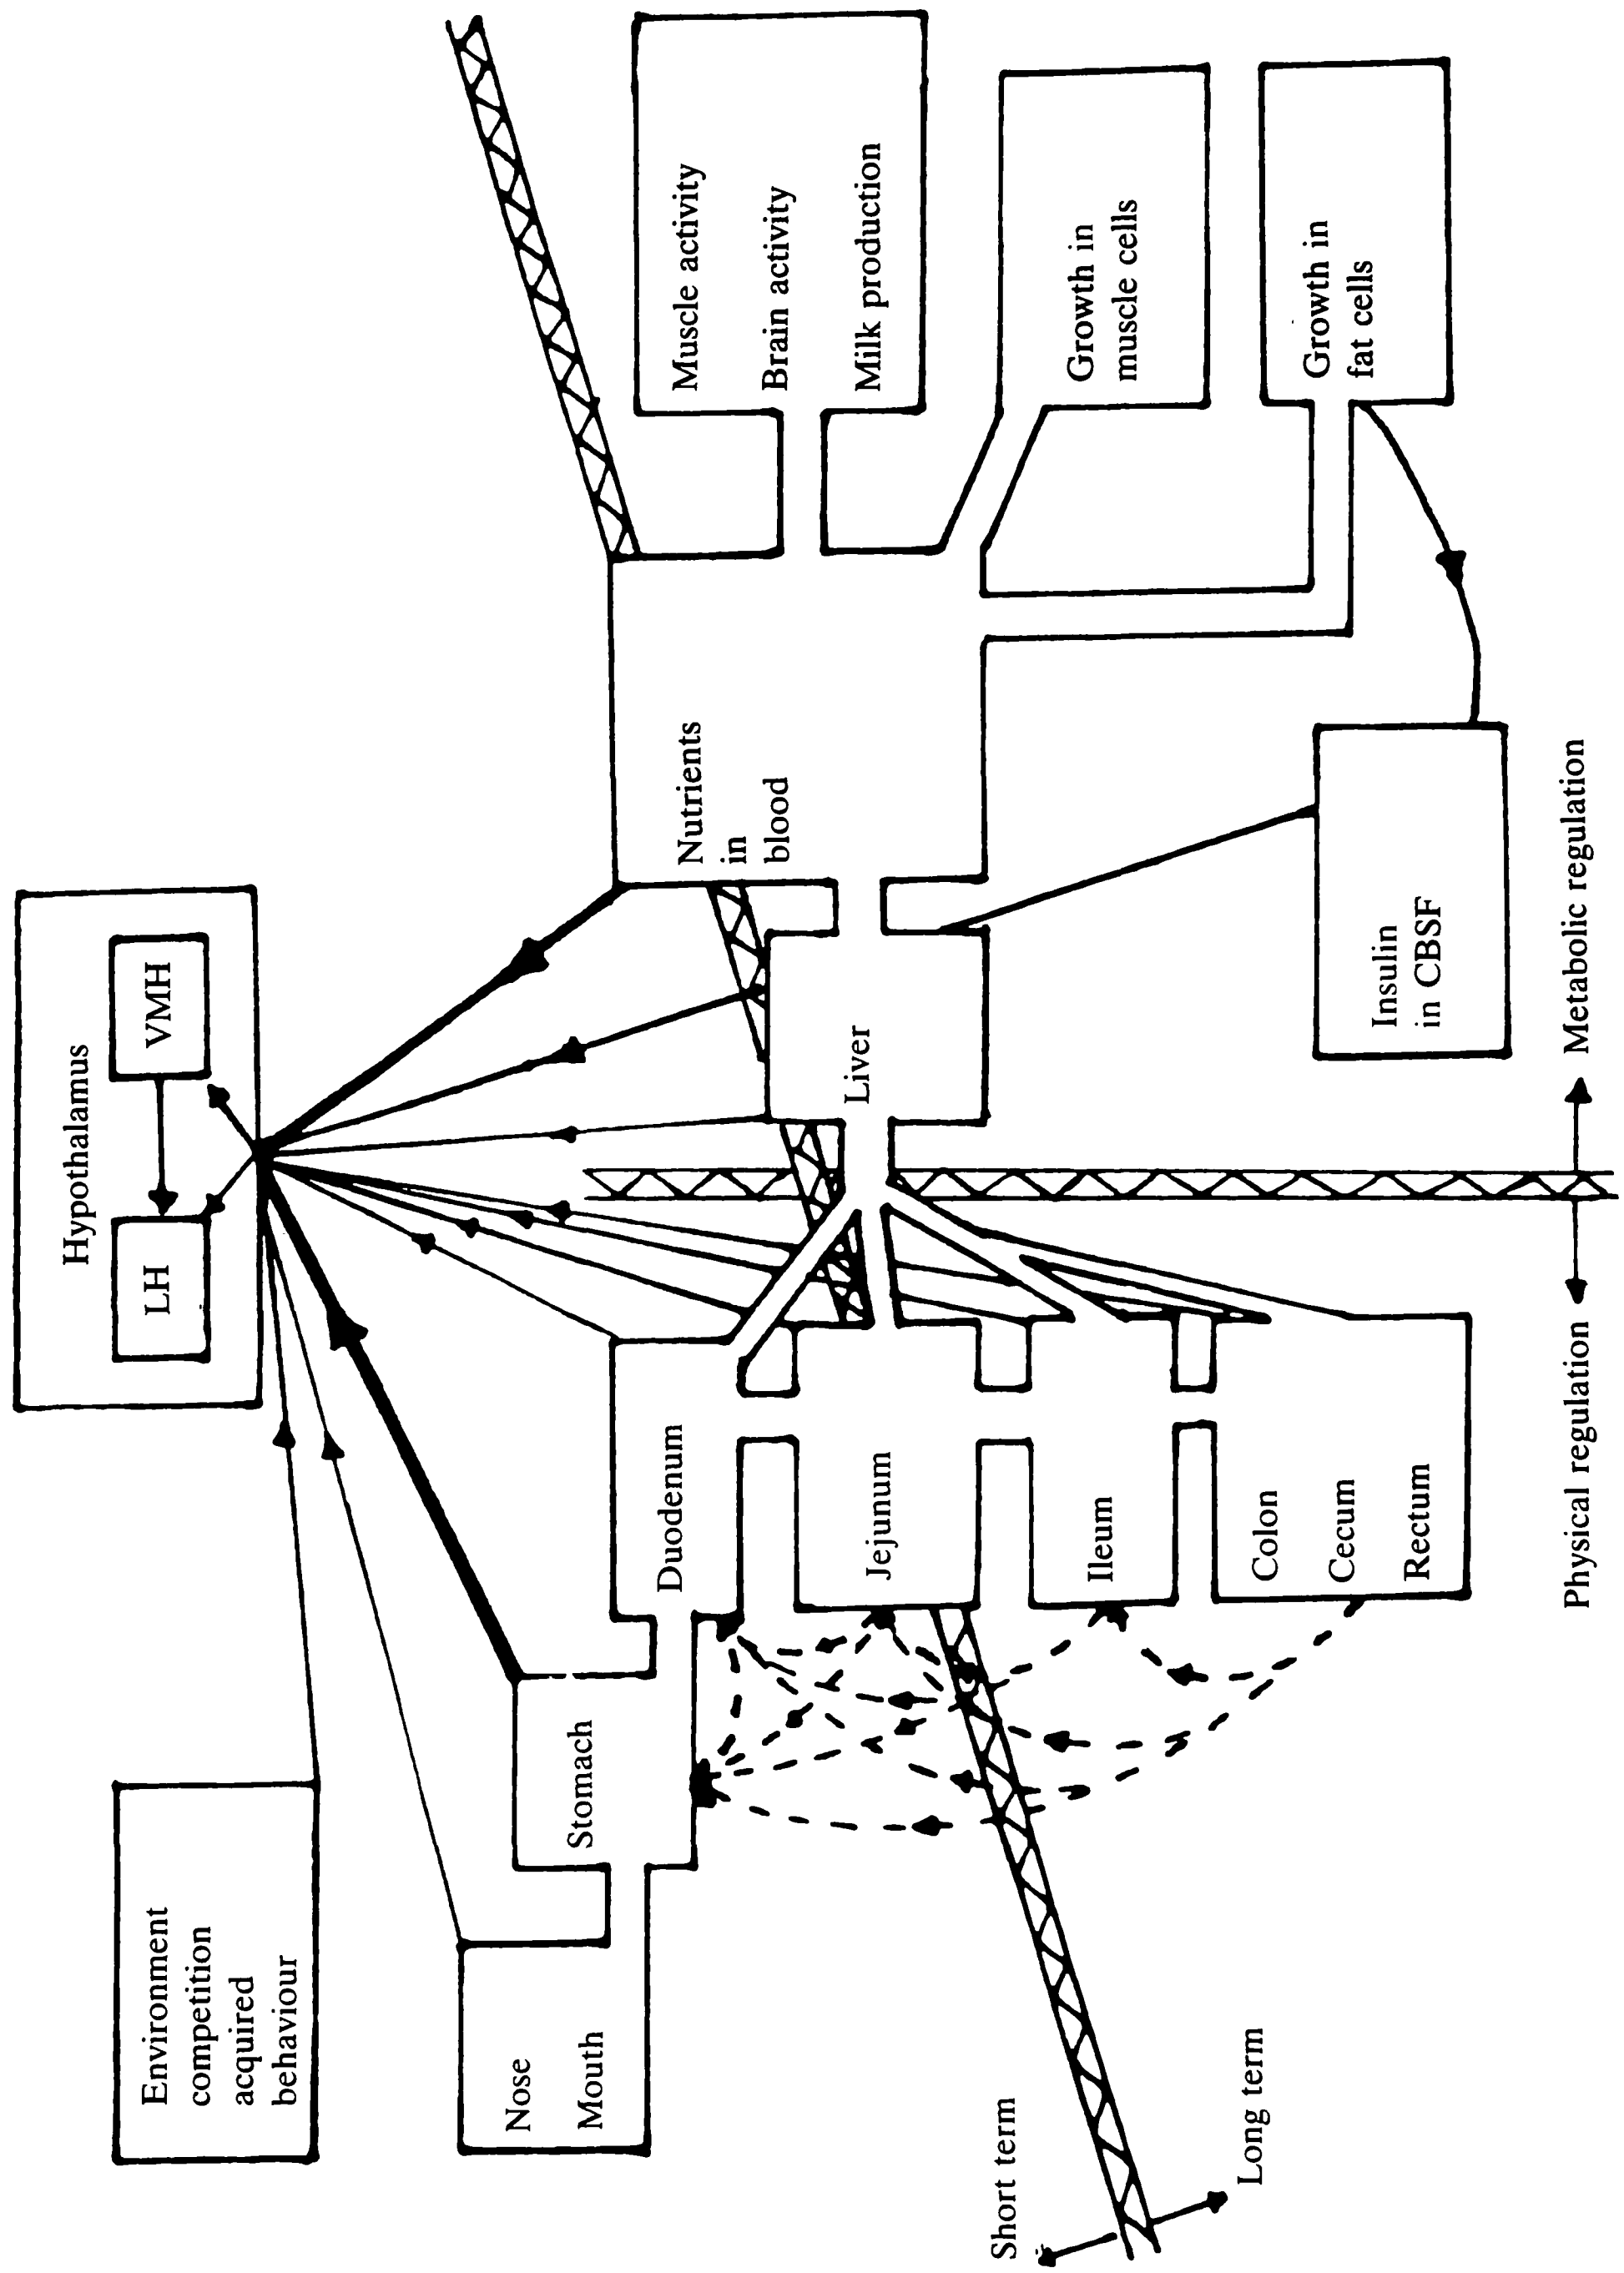 Hypothalamus
LH
VMH
Environment
competition
acquired
behaviour
Nose
Mouth
Stomach
Duodenum
Jejunum
Ileum
Colon
Cecum
Rectum
Liver
Nutrients
in
blood
Muscle activity
Brain activity
Milk production
Growth in
muscle cells
Growth in
fat cells
Insulin
in CBSF
Short term
Long term
Physical regulation
Metabolic regulation